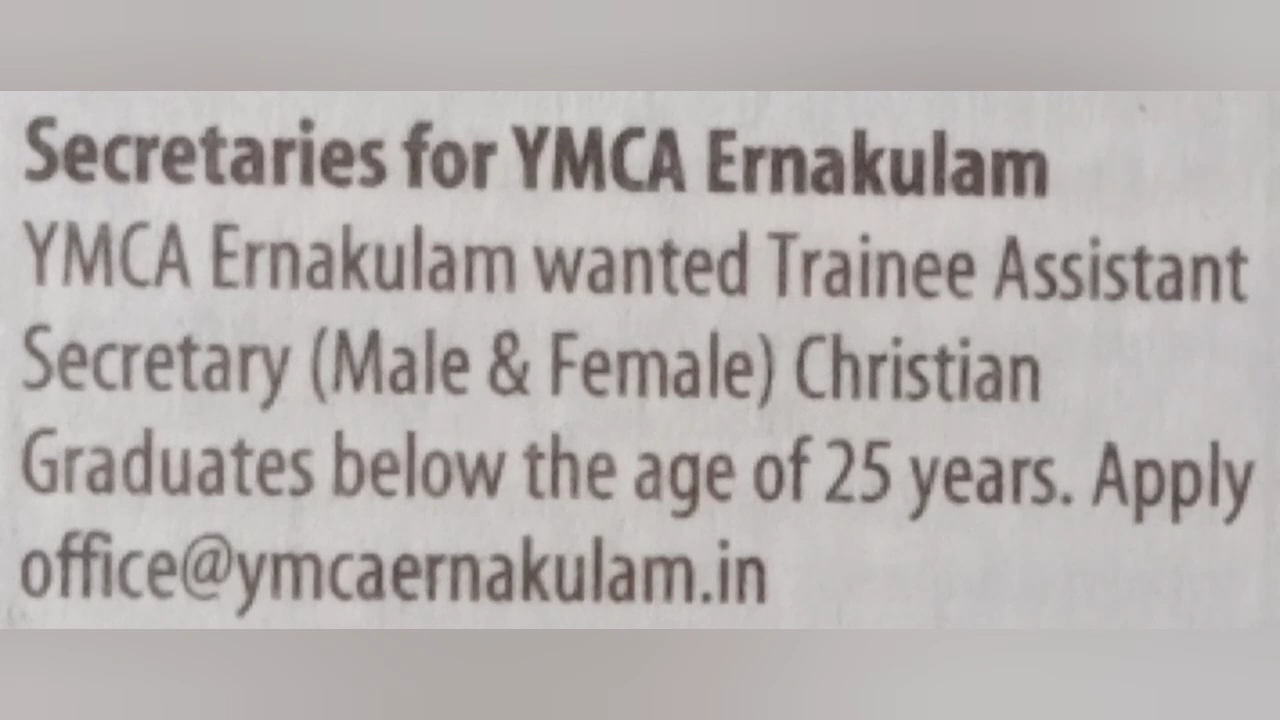 Secretaries for YMCA Ernakulam
YMCA Ernakulam wanted Trainee Assistant
Secretary (Male & Female) Christian
Graduates below the age of 25 years. Apply
office@ymcaernakulam.in